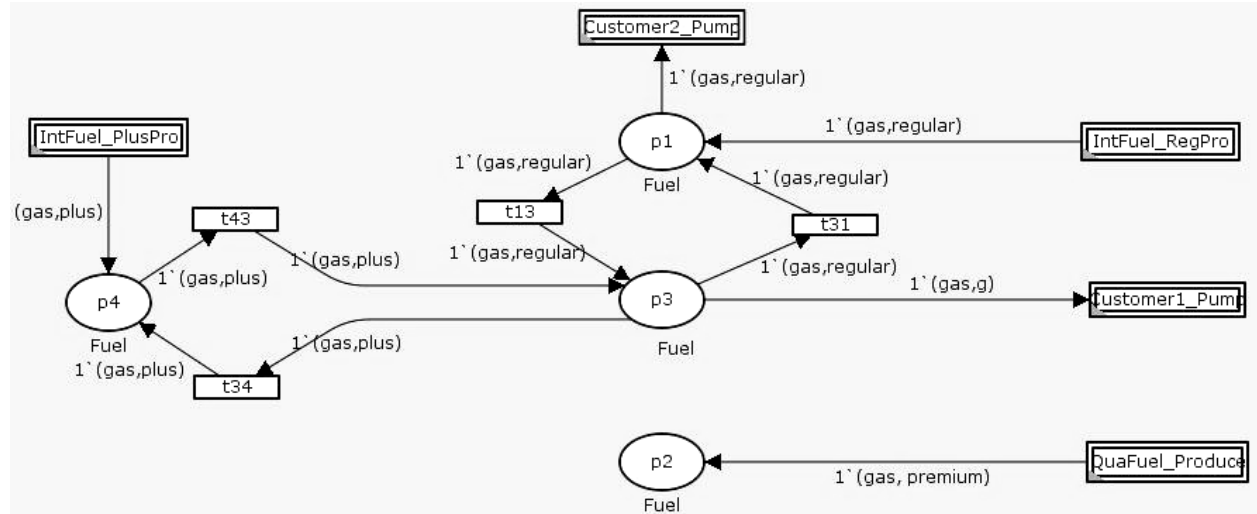 Customer2_Pump
1`(gas,regular)
IntFuel_PlusPro
1`(gas,regular)
p1
IntFuel_RegPro
1`(gas,regular)
Fuel
1`(gas,regular)
(gas,plus)
t43
t13
t31
1`(gas,plus)
1`(gas,regular)
1`(gas,plus)
1`(gas,regular)
1`(gas,g)
p4
p3
Customer1_Pump
Fuel
1`(gas,plus)
Fuel
1`(gas,plus)
t34
p2
QuaFuel_Produce
1`(gas, premium)
Fuel